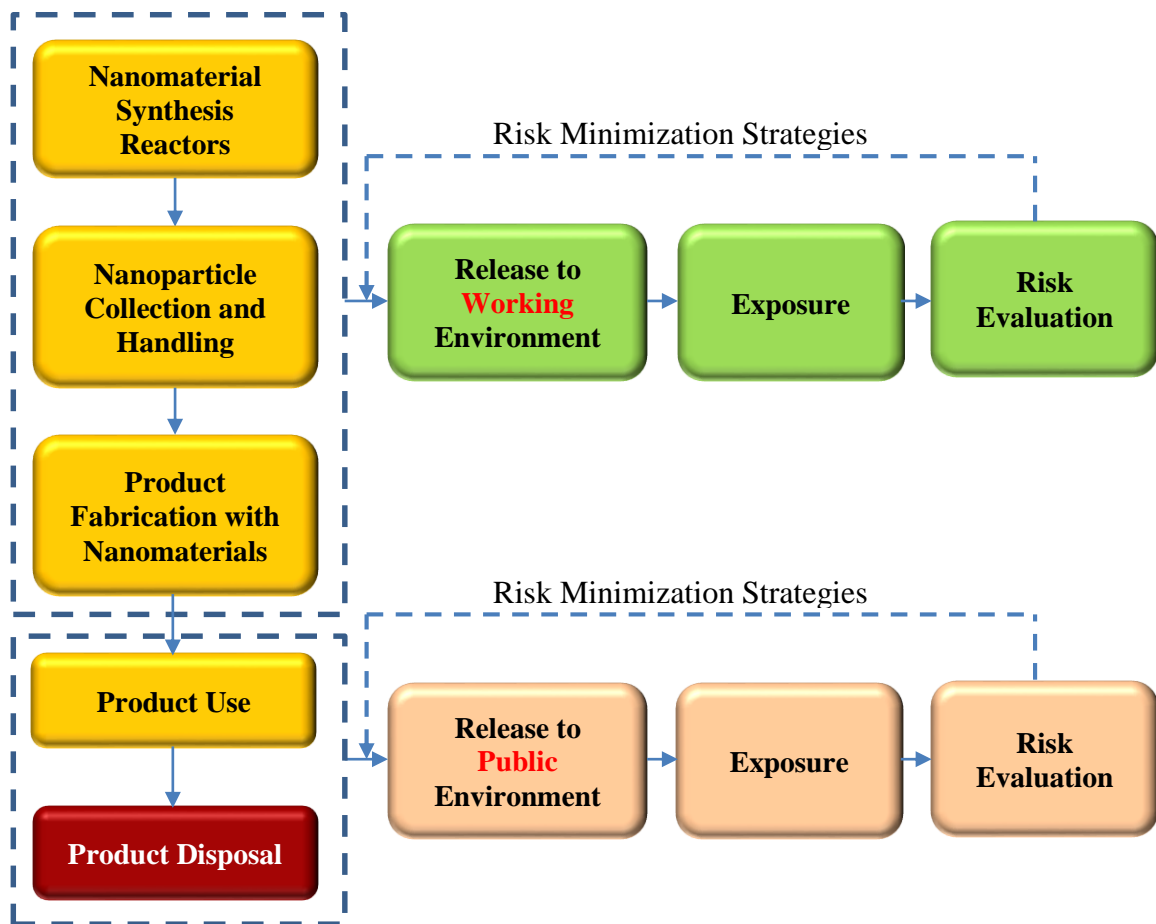 Nanomaterial
Synthesis
Reactors
Nanoparticle
Collection and
Handling
Product
Fabrication with
Nanomaterials
Product Use
Product Disposal
Risk Minimization Strategies
Release to
Working
Environment
Exposure
Risk
Evaluation
Risk Minimization Strategies
Release to
Public
Environment
Exposure
Risk
Evaluation